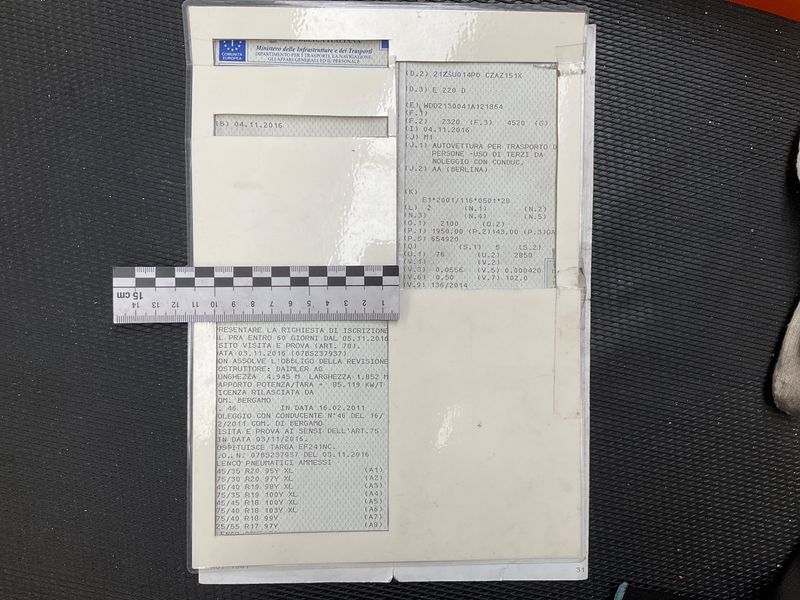 COMUNITÀ
EUROPEA
Ministero delle Infrastrutture e dei Trasporti
DIPARTIMENTO PER I TRASPORTI, LA NAVIGAZIONE,
GLI AFFARI GENERALI ED IL PERSONALE
(B) 04.11.2016
15 cm 14 13 12 11 10 9 8 7 6 5 4 3 2 1
PRESENTARE LA RICHIESTA DI ISCRIZIONE
L PRA ENTRO 60 GIORNI DAL 05.11.2016
SITO VISITA E PROVA (ART. 78).
DATA 03.11.2016 (078S237937)
ON ASSOLVE L'OBBLIGO DELLA REVISIONE
OSTRUTTORE: DAIMLER AG
UNGHEZZA 4.945 M LARGHEZZA 1.852 M
APPORTO POTENZA/TARA = 85.119 KW/T
ICENZA RILASCIATA DA
OM. BERGAMO
. 46 IN DATA 16.02.2011
OLEGGIO CON CONDUCENTE N°46 DEL 16/
2/2011 COM. DI BERGAMO
ISITA E PROVA AI SENSI DELL'ART.75
IN DATA 03/11/2016.
OSTITUISCE TARGA EF241NC.
.O. N. 078S237937 DEL 03.11.2016
LENCO PNEUMATICI AMMESSI
45/35 R20 95Y XL (A1)
75/30 R20 97Y XL (A2)
45/40 R19 98Y XL (A3)
75/35 R19 100Y XL (A4)
45/45 R18 100Y XL (A5)
75/40 R18 103Y XL (A6)
75/40 R18 99Y (A7)
25/55 R17 97Y (A8)
(D.2) CZAZ151X
(D.3) E 220 D
(E) WDD2130041A121864
(F.1)
(F.2) 2320 (F.3) 4520 (G)
(I) 04.11.2016
(J) M1
(J.1) AUTOVETTURA PER TRASPORTO D
PERSONE -USO DI TERZI DA
NOLEGGIO CON CONDUC.
(J.2) AA (BERLINA)
(K)
E1*2001/116*0501*28
(L) 2 (N.1) (N.2)
(N.3) (N.4) (N.5)
(O.1) 2100 (O.2)
(P.1) 1950.00 (P.2)143.00 (P.3)GA
(P.5) 654920
(Q) (S.1) 5 (S.2)
(U.1) 76 (U.2) 2850
(V.1) (V.2)
(V.3) 0.0556 (V.5) 0.000420
(V.6) 0.50 (V.7) 102.0
(V.9) 136/2014
31